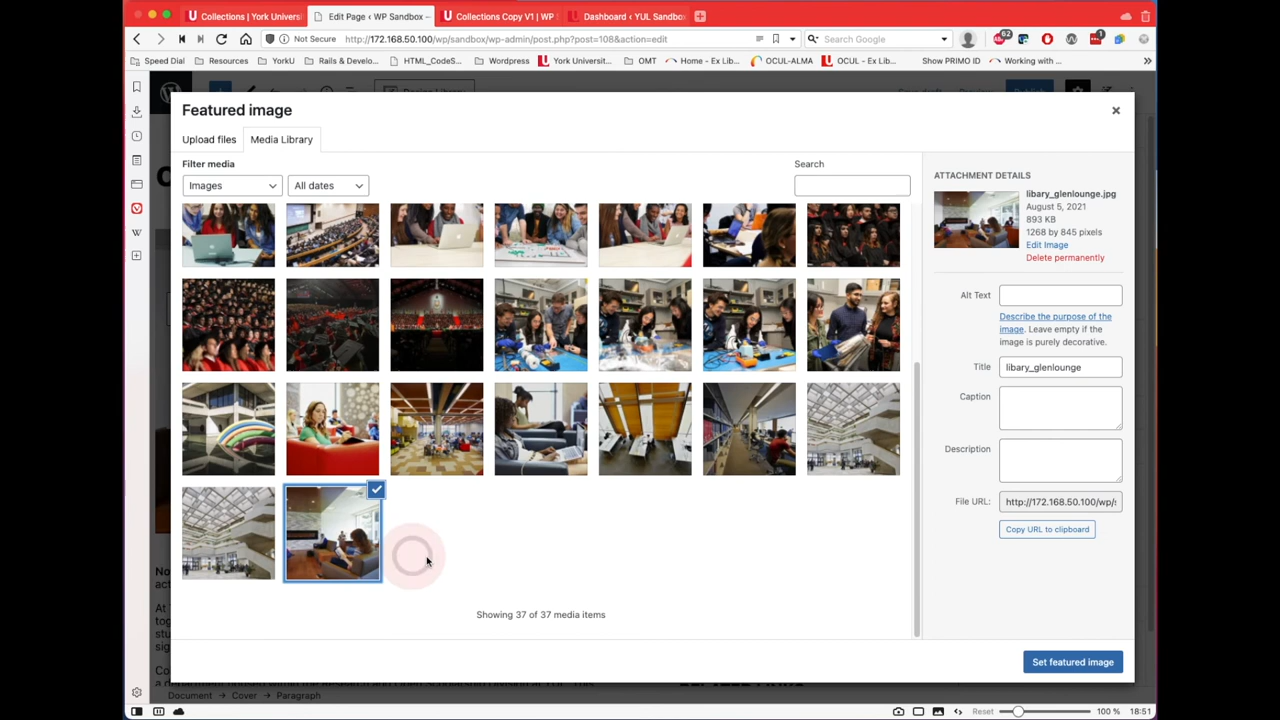 Collections | York Univers
Edit Page ‹ WP Sandbox —
Collections Copy V1 | WP
Dashboard ‹ YUL Sandbo
Not Secure
http://172.168.50.100/wp/sandbox/wp-admin/post.php?post=108&action=edit
Search Google
62
1
Speed Dial
Resources
YorkU
Rails & Develo...
HTML_CodeS...
Wordpress
York Universit...
OMT
Home - Ex Lib...
OCUL-ALMA
OCUL - Ex Lib...
Show PRIMO ID
Working with ...
Featured image
Upload files
Media Library
Filter media
Search
Images
All dates
ATTACHMENT DETAILS
libary_glenlounge.jpg
August 5, 2021
893 KB
1268 by 845 pixels
Edit Image
Delete permanently
Alt Text
Describe the purpose of the
image. Leave empty if the
image is purely decorative.
Title
libary_glenlounge
Caption
Description
File URL:
http://172.168.50.100/wp/s
Copy URL to clipboard
Showing 37 of 37 media items
Set featured image
Document → Cover → Paragraph
Reset
100 %
18:51